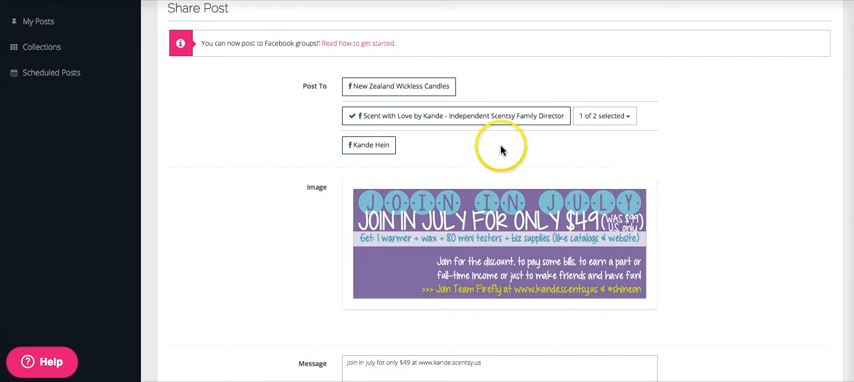 Share Post
My Posts
Collections
Scheduled Posts
You can now post to Facebook groups!! Read how to get started.
Post To
f New Zealand Wickless Candles
f Scent with Love by Kande - Independent Scentsy Family Director
1 of 2 selected
f Kande Hein
Image
JOIN IN JULY
JOIN IN JULY FOR ONLY $49 (WAS $99)
U.S. only
Get: 1 warmer + wax + 80 mini testers + biz supplies (like catalogs & website)
Join for the discount, to pay some bills, to earn a part or
full-time income or just to make friends and have fun!
>>> Join Team Firefly at www.kandescentsy.us & #shineon
Message
join in July for only $49 at www.kande.scentsy.us
Help